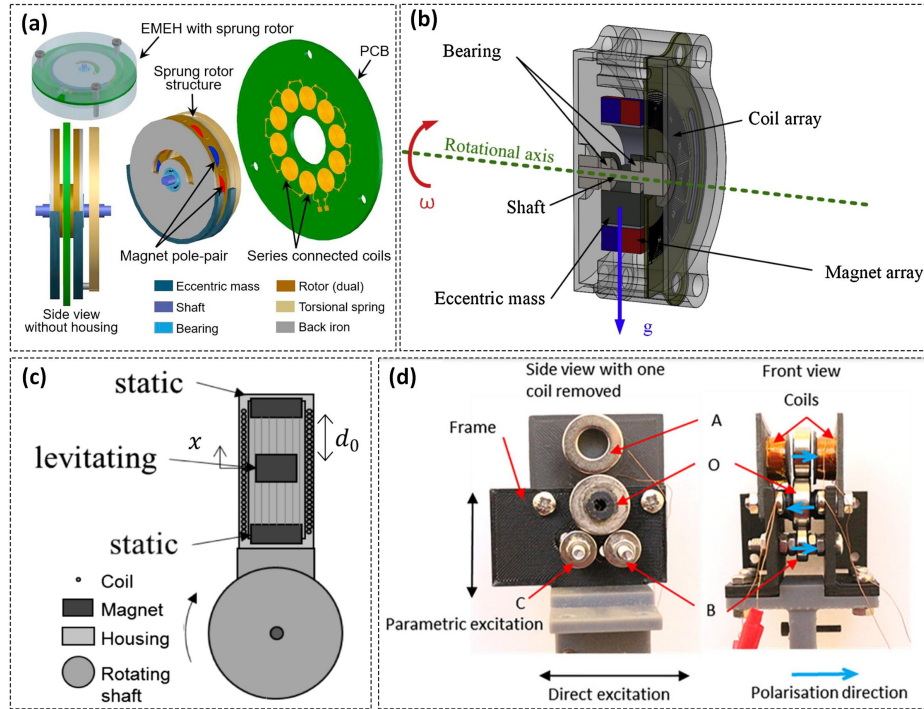 (a)
EMEH with sprung rotor
Sprung rotor
structure
PCB
Magnet pole-pair
Series connected coils
Side view
without housing
Eccentric mass
Shaft
Bearing
Rotor (dual)
Torsional spring
Back iron
(b)
Bearing
Coil array
Rotational axis
ω
Shaft
Magnet array
Eccentric mass
g
(c)
static
x
d₀
levitating
static
Coil
Magnet
Housing
Rotating
shaft
(d)
Side view with one
coil removed
Front view
Coils
Frame
A
O
C
B
Parametric excitation
Direct excitation
Polarisation direction